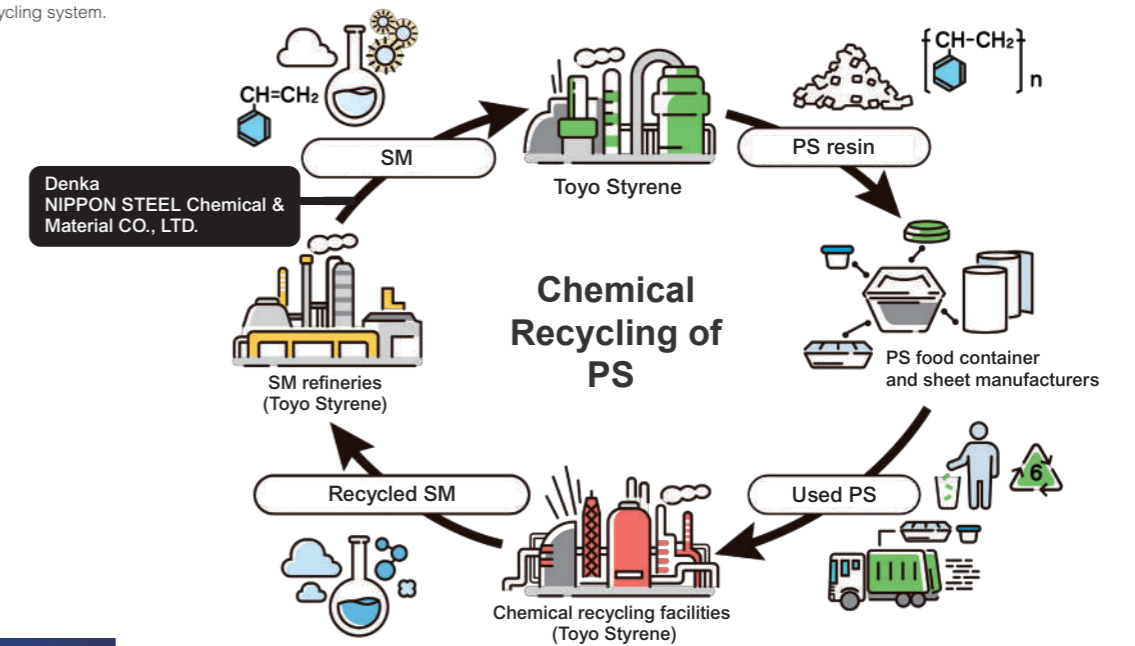 ycling system.
CH=CH₂
SM
Denka
NIPPON STEEL Chemical &
Material CO., LTD.
Toyo Styrene
CH-CH₂
n
PS resin
Chemical
Recycling of
PS
PS food container
and sheet manufacturers
SM refineries
(Toyo Styrene)
Recycled SM
Used PS
6
Chemical recycling facilities
(Toyo Styrene)